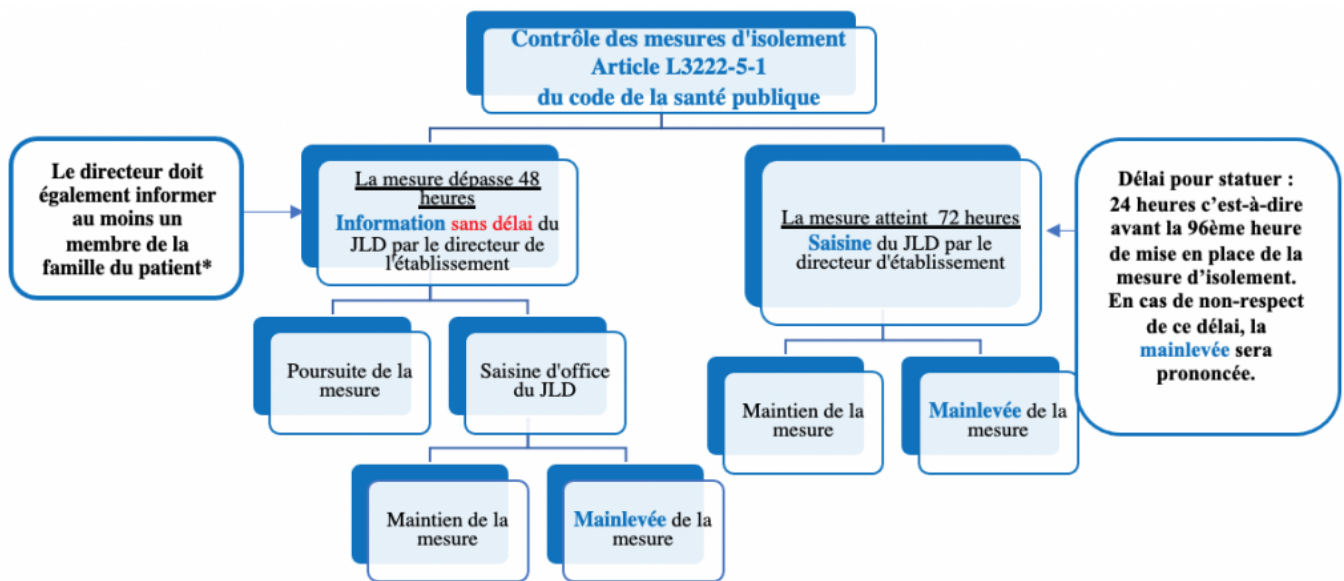 Contrôle des mesures d'isolement
Article L3222-5-1
du code de la santé publique
Le directeur doit
également informer
au moins un
membre de la
famille du patient*
La mesure dépasse 48
heures
Information sans délai du
JLD par le directeur de
l'établissement
La mesure atteint 72 heures
Saisine du JLD par le
directeur d'établissement
Délai pour statuer :
24 heures c’est-à-dire
avant la 96ème heure
de mise en place de la
mesure d’isolement.
En cas de non-respect
de ce délai, la
mainlevée sera
prononcée.
Poursuite de la
mesure
Saisine d'office
du JLD
Maintien de la
mesure
Mainlevée de la
mesure
Maintien de la
mesure
Mainlevée de la
mesure